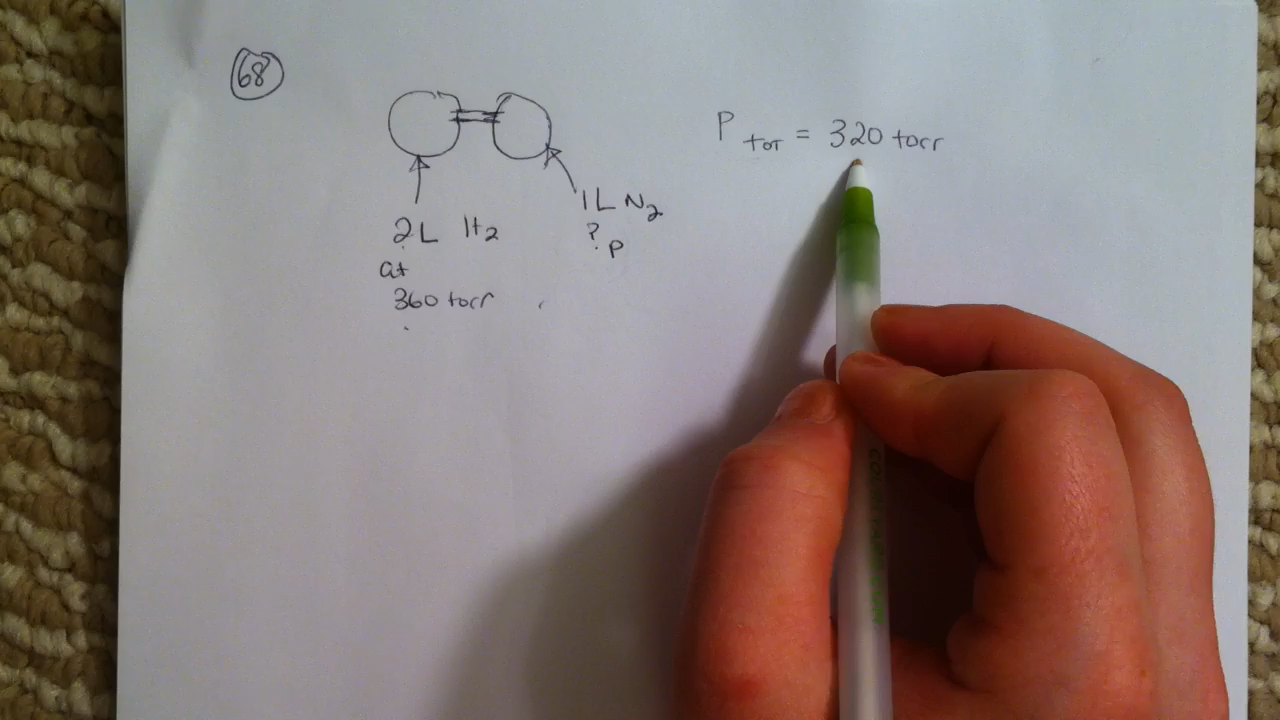 68
P tot = 320 torr
1L N2
2L H2
? P
at
360 torr